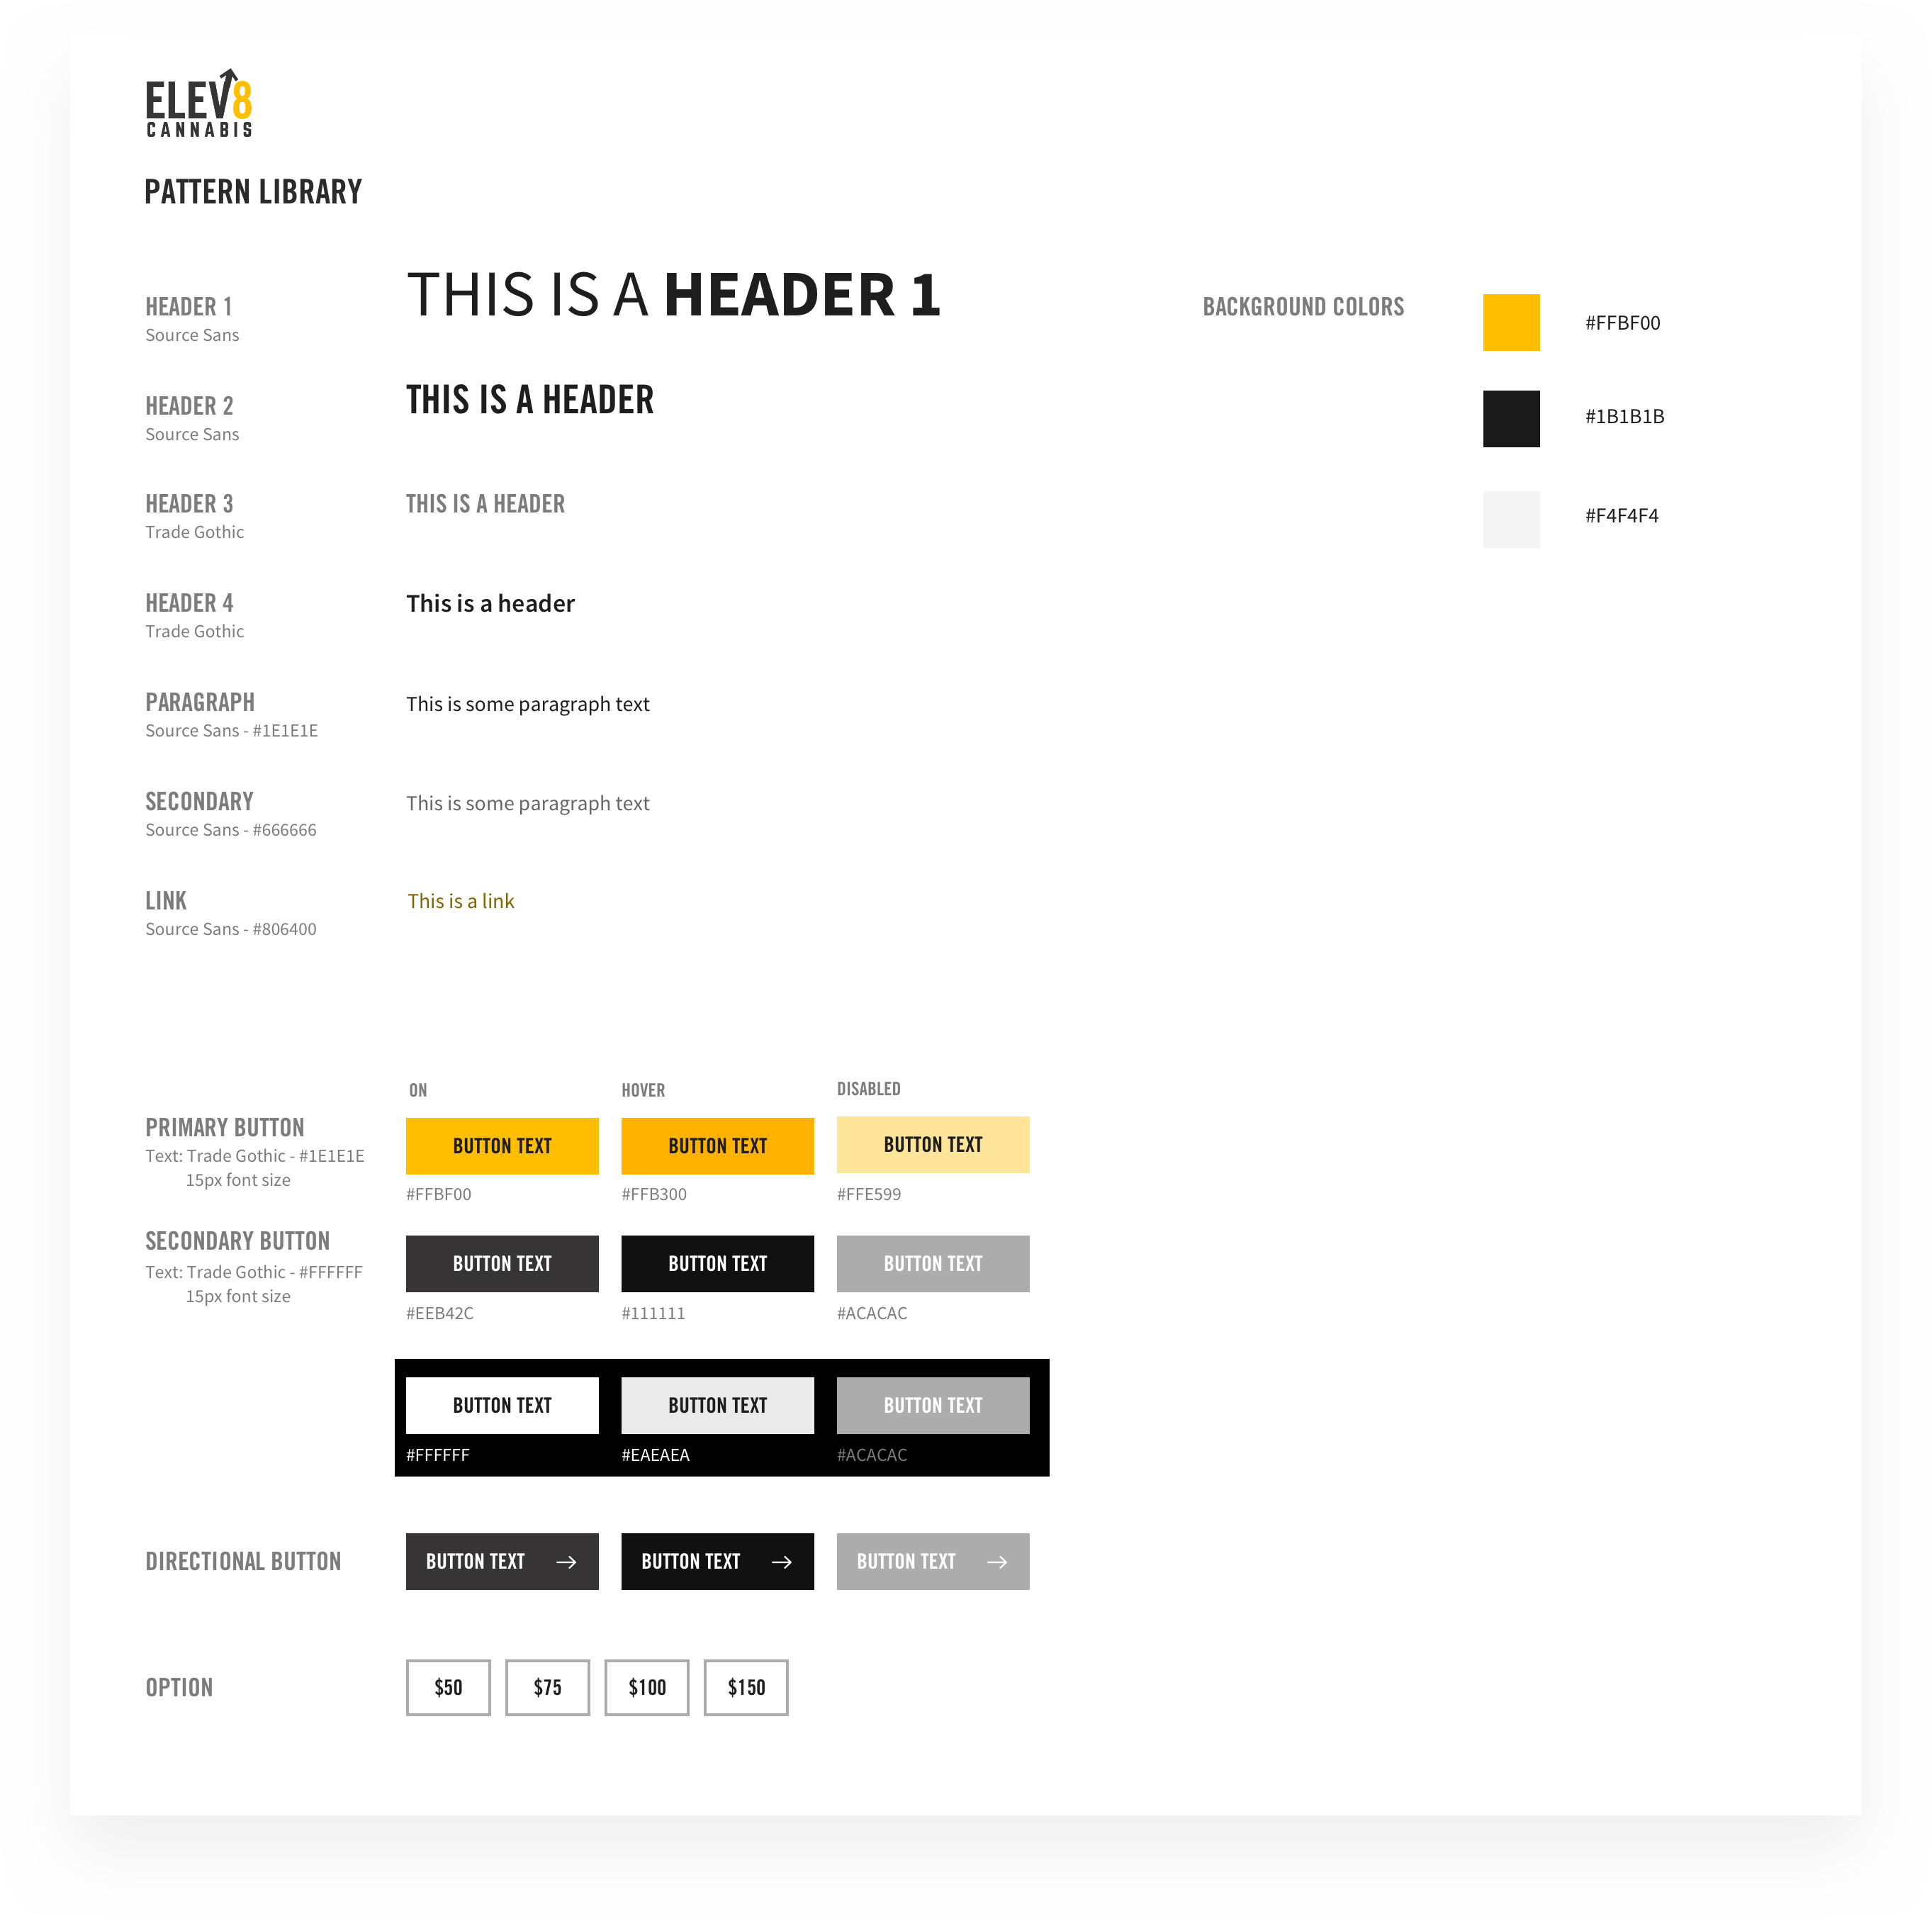 ELEV8
CANNABIS
PATTERN LIBRARY
HEADER 1
Source Sans
THIS IS A HEADER 1
BACKGROUND COLORS
#FFBF00
#1B1B1B
#F4F4F4
HEADER 2
Source Sans
THIS IS A HEADER
HEADER 3
Trade Gothic
THIS IS A HEADER
HEADER 4
Trade Gothic
This is a header
PARAGRAPH
Source Sans - #1E1E1E
This is some paragraph text
SECONDARY
Source Sans - #666666
This is some paragraph text
LINK
Source Sans - #806400
This is a link
ON HOVER DISABLED
PRIMARY BUTTON
Text: Trade Gothic - #1E1E1E
15px font size
BUTTON TEXT BUTTON TEXT BUTTON TEXT
#FFBF00 #FFB300 #FFE599
SECONDARY BUTTON
Text: Trade Gothic - #FFFFFF
15px font size
BUTTON TEXT BUTTON TEXT BUTTON TEXT
#EEB42C #111111 #ACACAC
BUTTON TEXT BUTTON TEXT BUTTON TEXT
#FFFFFF #EAEAEA #ACACAC
DIRECTIONAL BUTTON
BUTTON TEXT → BUTTON TEXT → BUTTON TEXT →
OPTION
$50 $75 $100 $150